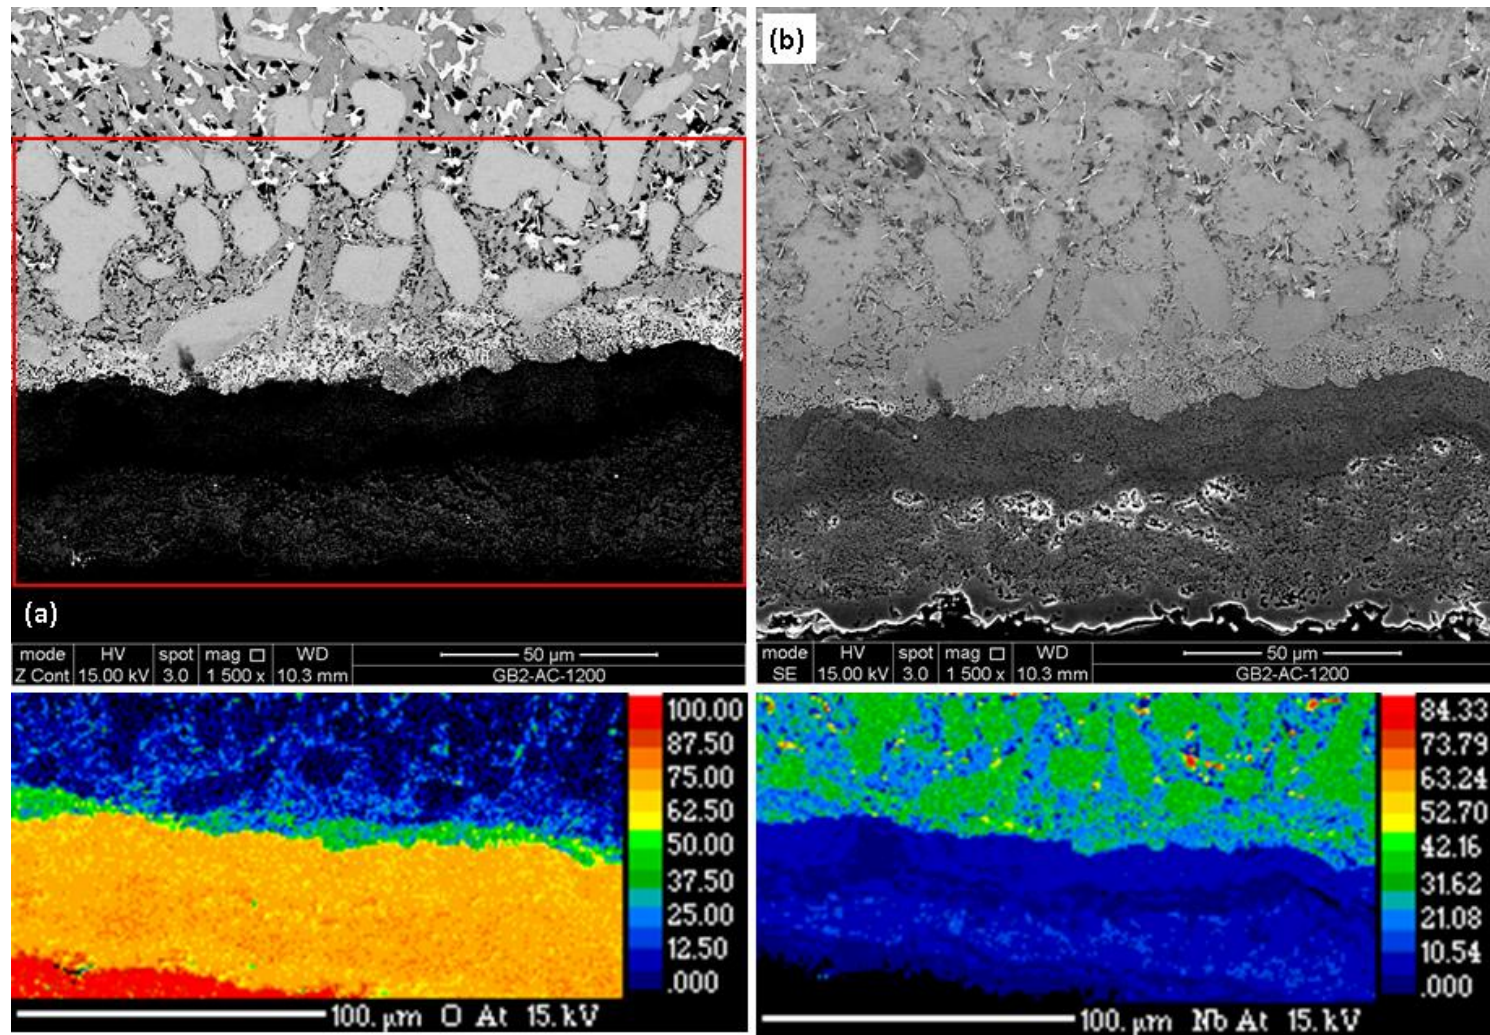 (b)
(a)
mode HV spot mag WD 50 µm
Z Cont 15.00 kV 3.0 1 500 x 10.3 mm GB2-AC-1200
mode HV spot mag WD 50 µm
SE 15.00 kV 3.0 1 500 x 10.3 mm GB2-AC-1200
100.00
87.50
75.00
62.50
50.00
37.50
25.00
12.50
.000
100. µm O At 15. kV
84.33
73.79
63.24
52.70
42.16
31.62
21.08
10.54
.000
100. µm Nb At 15. kV